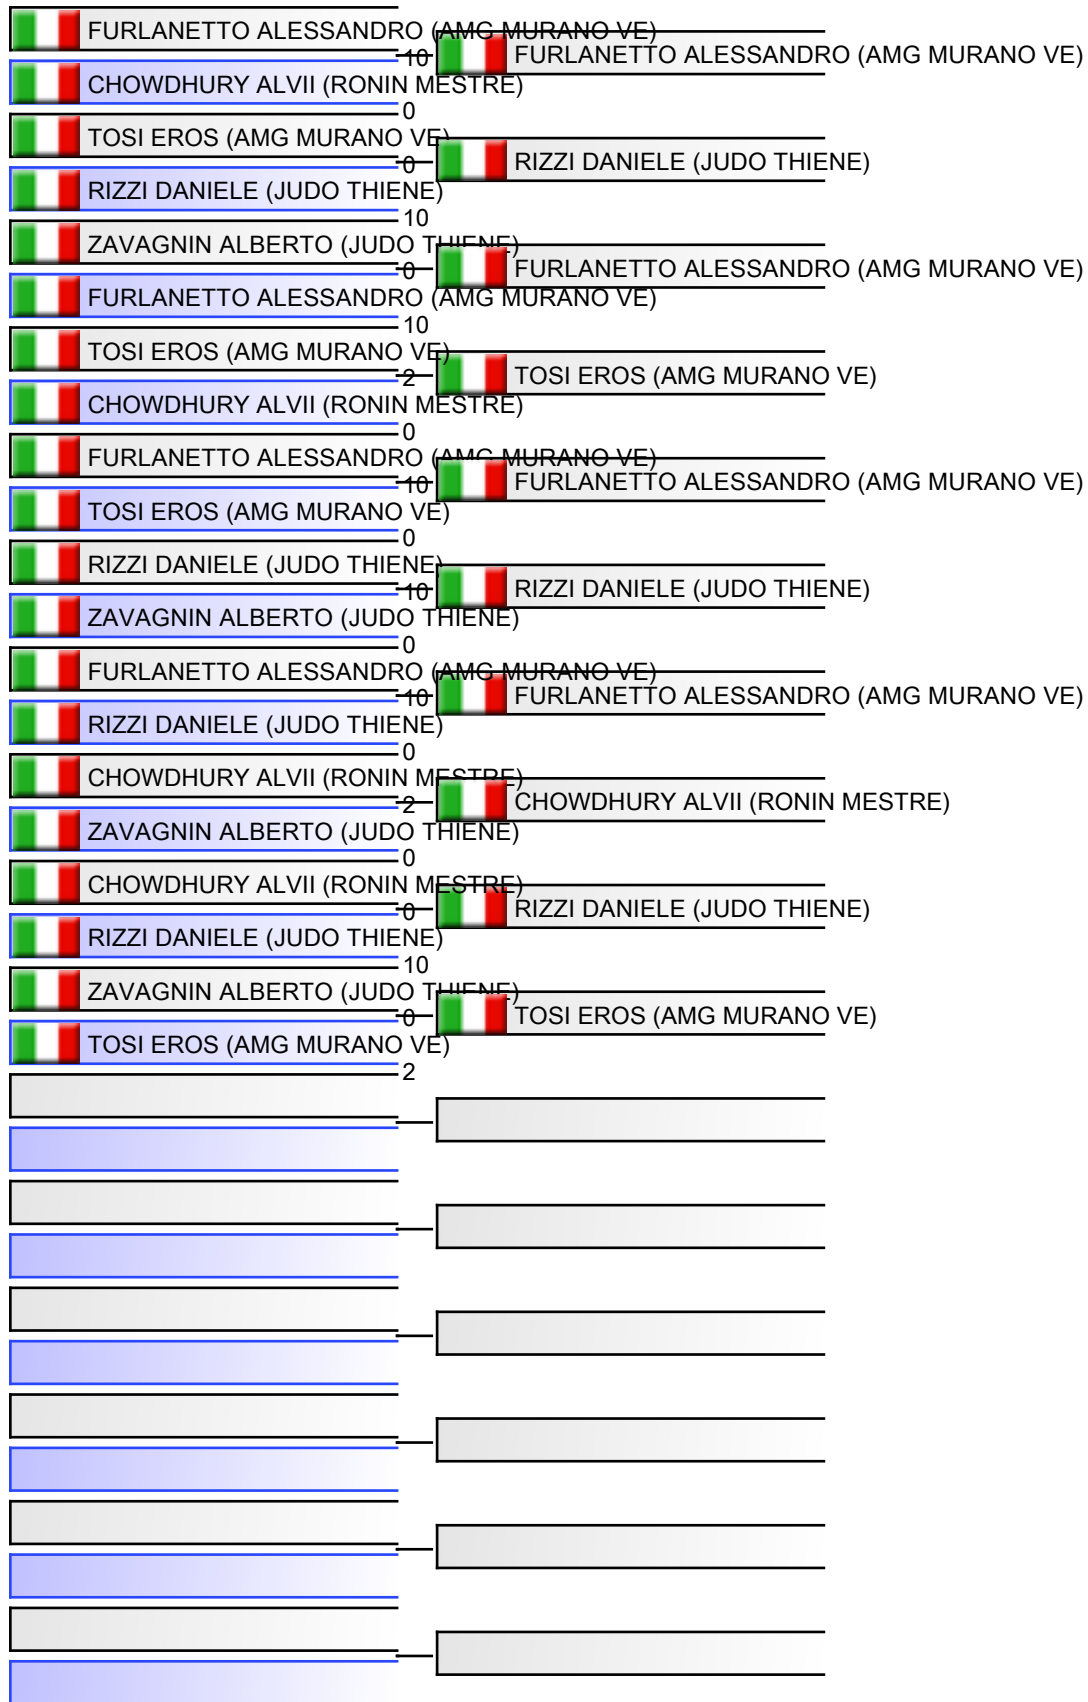 FURLANETTO ALESSANDRO (AMG MURANO VE)
10
FURLANETTO ALESSANDRO (AMG MURANO VE)
CHOWDHURY ALVII (RONIN MESTRE)
0
TOSI EROS (AMG MURANO VE)
0
RIZZI DANIELE (JUDO THIENE)
RIZZI DANIELE (JUDO THIENE)
10
ZAVAGNIN ALBERTO (JUDO THIENE)
0
FURLANETTO ALESSANDRO (AMG MURANO VE)
FURLANETTO ALESSANDRO (AMG MURANO VE)
10
TOSI EROS (AMG MURANO VE)
2
TOSI EROS (AMG MURANO VE)
CHOWDHURY ALVII (RONIN MESTRE)
0
FURLANETTO ALESSANDRO (AMG MURANO VE)
10
FURLANETTO ALESSANDRO (AMG MURANO VE)
TOSI EROS (AMG MURANO VE)
0
RIZZI DANIELE (JUDO THIENE)
10
RIZZI DANIELE (JUDO THIENE)
ZAVAGNIN ALBERTO (JUDO THIENE)
0
FURLANETTO ALESSANDRO (AMG MURANO VE)
10
FURLANETTO ALESSANDRO (AMG MURANO VE)
RIZZI DANIELE (JUDO THIENE)
0
CHOWDHURY ALVII (RONIN MESTRE)
2
CHOWDHURY ALVII (RONIN MESTRE)
ZAVAGNIN ALBERTO (JUDO THIENE)
0
CHOWDHURY ALVII (RONIN MESTRE)
0
RIZZI DANIELE (JUDO THIENE)
RIZZI DANIELE (JUDO THIENE)
10
ZAVAGNIN ALBERTO (JUDO THIENE)
0
TOSI EROS (AMG MURANO VE)
TOSI EROS (AMG MURANO VE)
2